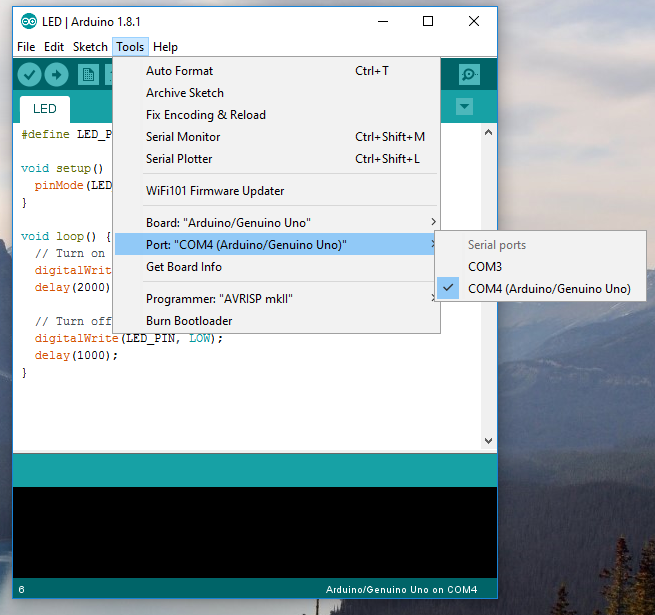 LED | Arduino 1.8.1
File Edit Sketch Tools Help
LED
Auto Format Ctrl+T
Archive Sketch
Fix Encoding & Reload
Serial Monitor Ctrl+Shift+M
Serial Plotter Ctrl+Shift+L
WiFi101 Firmware Updater
Board: "Arduino/Genuino Uno"
Port: "COM4 (Arduino/Genuino Uno)"
Get Board Info
Programmer: "AVRISP mkII"
Burn Bootloader
Serial ports
COM3
COM4 (Arduino/Genuino Uno)
#define LED_P
void setup()
pinMode(LED
}
void loop() {
// Turn on
digitalWrit
delay(2000)
// Turn off
digitalWrite(LED_PIN, LOW);
delay(1000);
}
6 Arduino/Genuino Uno on COM4